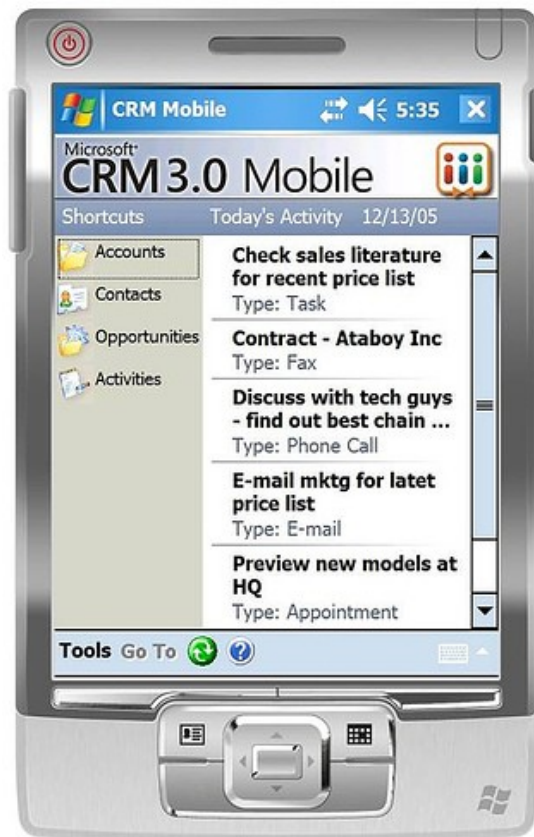 CRM Mobile 5:35
Microsoft
CRM 3.0 Mobile
Shortcuts Today's Activity 12/13/05
Accounts
Contacts
Opportunities
Activities
Check sales literature
for recent price list
Type: Task
Contract - Ataboy Inc
Type: Fax
Discuss with tech guys
- find out best chain ...
Type: Phone Call
E-mail mktg for latet
price list
Type: E-mail
Preview new models at
HQ
Type: Appointment
Tools Go To